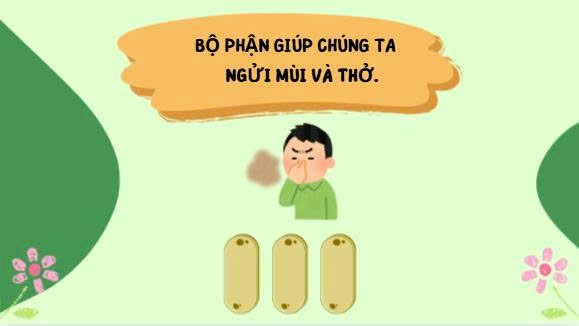 BỘ PHẬN GIÚP CHÚNG TA
NGỬI MÙI VÀ THỞ.